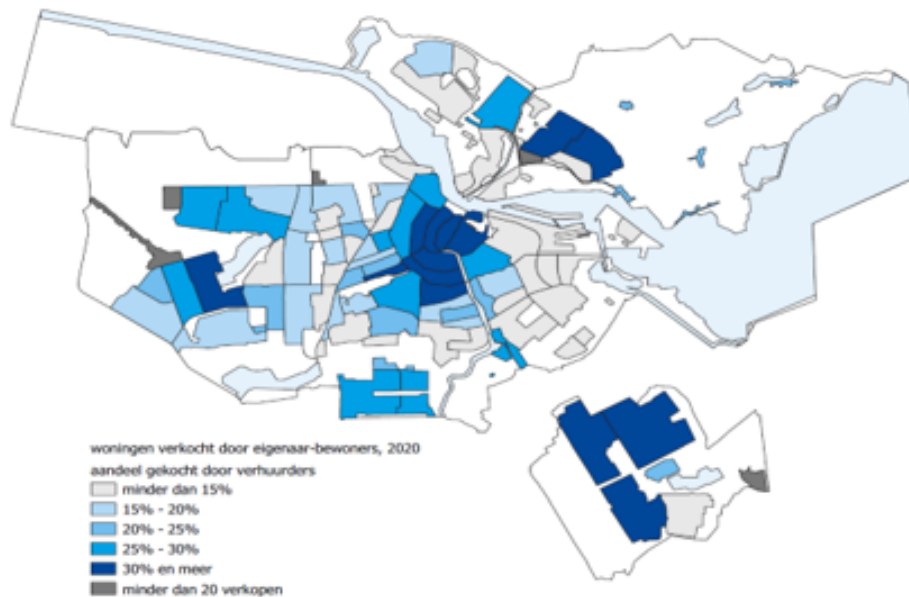 woningen verkocht door eigenaar-bewoners, 2020
aandeel gekocht door verhuurders
minder dan 15%
15% - 20%
20% - 25%
25% - 30%
30% en meer
minder dan 20 verkopen